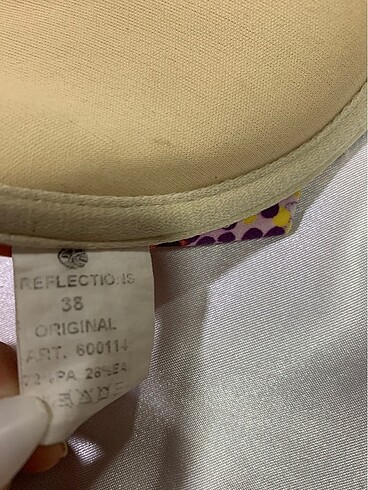 REFLECTIONS
38
ORIGINAL
ART. 600114
PA 28%EA